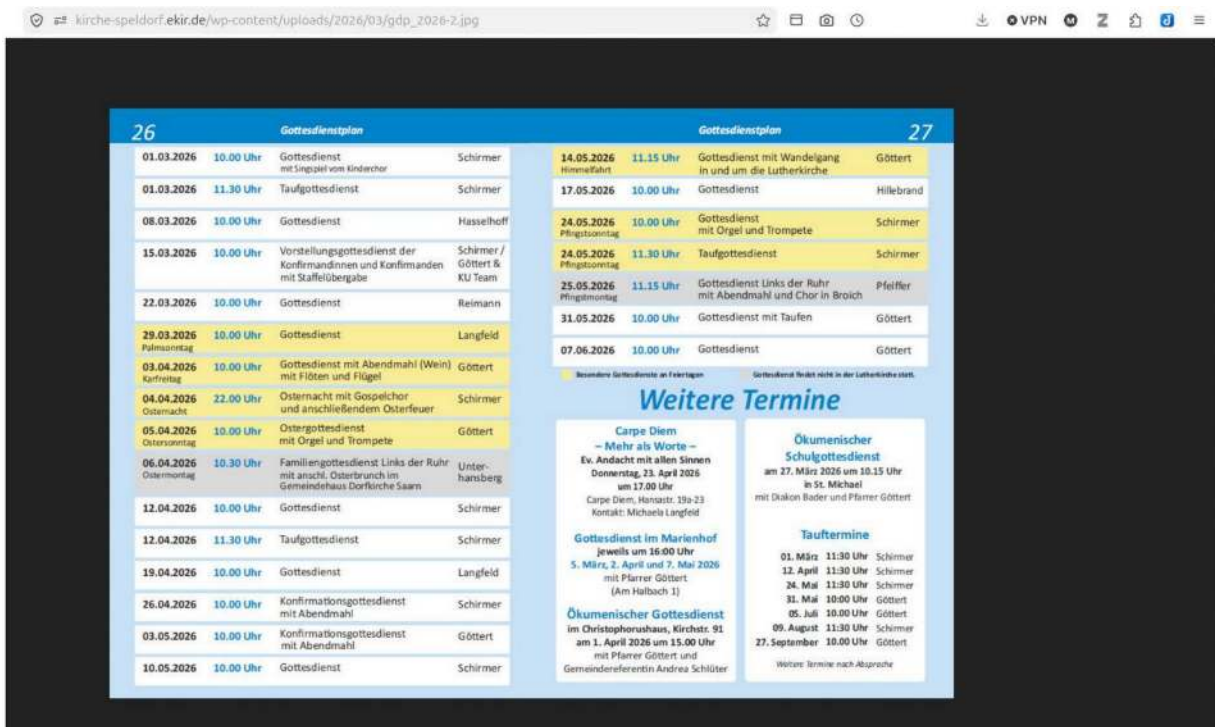 kirche-speldorf.ekir.de/wp-content/uploads/2026/03/gdp_2026-2.jpg
VPN
26 Gottesdienstplan
01.03.2026 10.00 Uhr Gottesdienst Schirmer
mit Singspiel vom Kinderchor
01.03.2026 11.30 Uhr Taufgottesdienst Schirmer
08.03.2026 10.00 Uhr Gottesdienst Hasselhoff
15.03.2026 10.00 Uhr Vorstellungsgottesdienst der Schirmer /
Konfirmandinnen und Konfirmanden Göttert &
mit Staffelübergabe KU Team
22.03.2026 10.00 Uhr Gottesdienst Reimann
29.03.2026 10.00 Uhr Gottesdienst Langfeld
Palmsonntag
03.04.2026 10.00 Uhr Gottesdienst mit Abendmahl (Wein) Göttert
Karfreitag mit Flöten und Flügel
04.04.2026 22.00 Uhr Osternacht mit Gospelchor Schirmer
Osternacht und anschließendem Osterfeuer
05.04.2026 10.00 Uhr Ostergottesdienst Göttert
Ostersonntag mit Orgel und Trompete
06.04.2026 10.30 Uhr Familiengottesdienst Links der Ruhr Unter-
Ostermontag mit anschl. Osterbrunch im hansberg
Gemeindehaus Dorfkirche Saarn
12.04.2026 10.00 Uhr Gottesdienst Schirmer
12.04.2026 11.30 Uhr Taufgottesdienst Schirmer
19.04.2026 10.00 Uhr Gottesdienst Langfeld
26.04.2026 10.00 Uhr Konfirmationsgottesdienst Schirmer
mit Abendmahl
03.05.2026 10.00 Uhr Konfirmationsgottesdienst Göttert
mit Abendmahl
10.05.2026 10.00 Uhr Gottesdienst Schirmer
Gottesdienstplan 27
14.05.2026 11.15 Uhr Gottesdienst mit Wandelgang Göttert
Himmelfahrt in und um die Lutherkirche
17.05.2026 10.00 Uhr Gottesdienst Hillebrand
24.05.2026 10.00 Uhr Gottesdienst Schirmer
Pfingstsonntag mit Orgel und Trompete
24.05.2026 11.30 Uhr Taufgottesdienst Schirmer
Pfingstsonntag
25.05.2026 11.15 Uhr Gottesdienst Links der Ruhr Pfeiffer
Pfingstmontag mit Abendmahl und Chor in Broich
31.05.2026 10.00 Uhr Gottesdienst mit Taufen Göttert
07.06.2026 10.00 Uhr Gottesdienst Göttert
Besondere Gottesdienste an Feiertagen Gottesdienst findet nicht in der Lutherkirche statt.
Weitere Termine
Carpe Diem
– Mehr als Worte –
Ev. Andacht mit allen Sinnen
Donnerstag, 23. April 2026
um 17.00 Uhr
Carpe Diem, Hansastr. 19a-23
Kontakt: Michaela Langfeld
Gottesdienst im Marienhof
jeweils um 16:00 Uhr
5. März, 2. April und 7. Mai 2026
mit Pfarrer Göttert
(Am Halbach 1)
Ökumenischer Gottesdienst
im Christophorushaus, Kirchstr. 91
am 1. April 2026 um 15.00 Uhr
mit Pfarrer Göttert und
Gemeindereferentin Andrea Schlüter
Ökumenischer
Schulgottesdienst
am 27. März 2026 um 10.15 Uhr
in St. Michael
mit Diakon Bader und Pfarrer Göttert
Tauftermine
01. März 11:30 Uhr Schirmer
12. April 11:30 Uhr Schirmer
24. Mai 11:30 Uhr Schirmer
31. Mai 10:00 Uhr Göttert
05. Juli 10.00 Uhr Göttert
09. August 11:30 Uhr Schirmer
27. September 10.00 Uhr Göttert
Weitere Termine nach Absprache